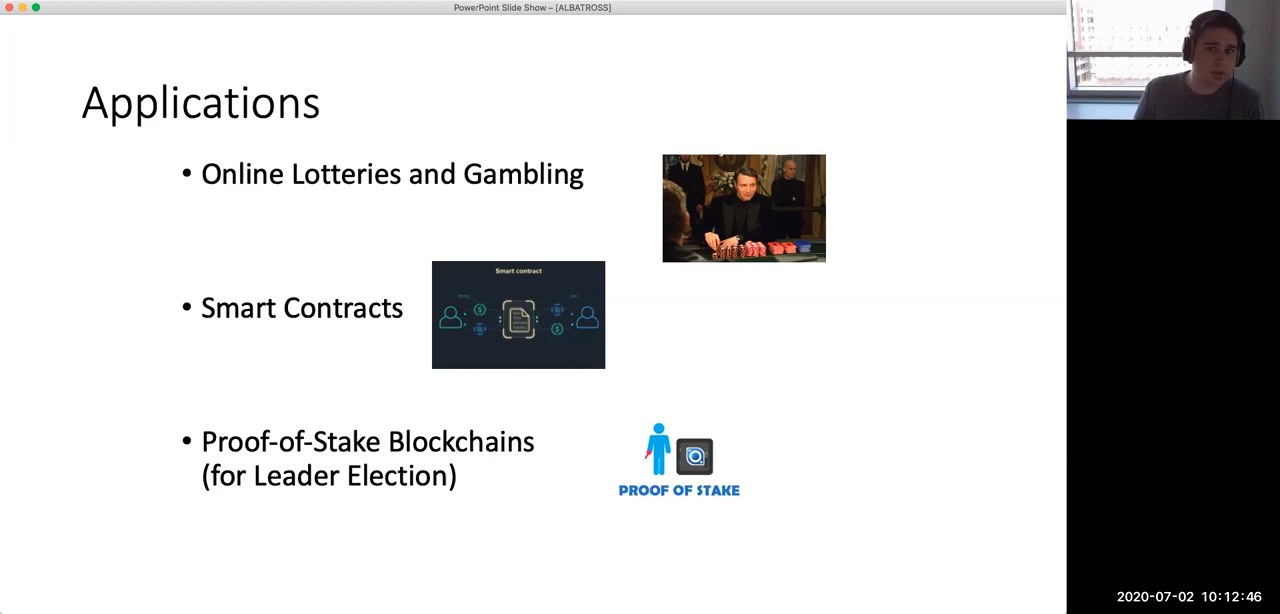 PowerPoint Slide Show – [ALBATROSS]
Applications
• Online Lotteries and Gambling
Smart contract
• Smart Contracts
• Proof-of-Stake Blockchains
(for Leader Election)
PROOF OF STAKE
2020-07-02 10:12:46